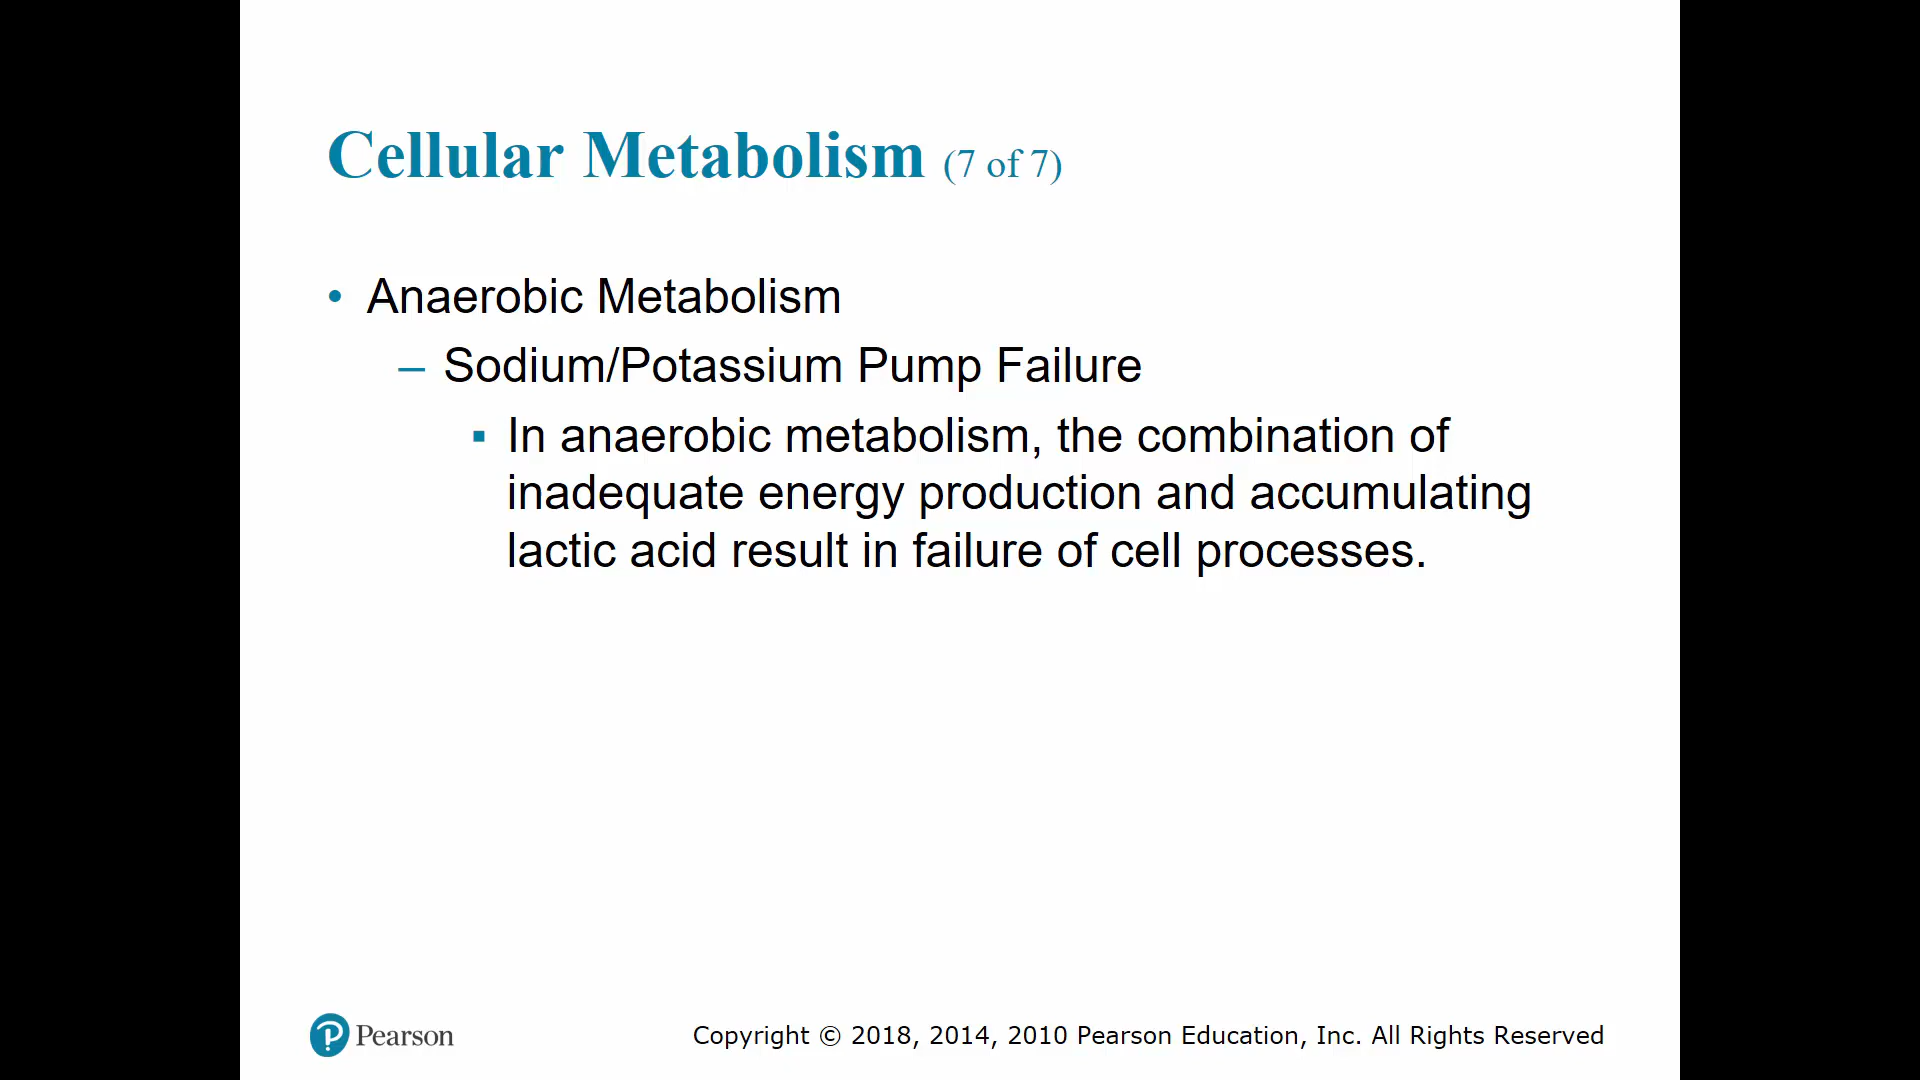 Cellular Metabolism (7 of 7)
• Anaerobic Metabolism
– Sodium/Potassium Pump Failure
▪ In anaerobic metabolism, the combination of
inadequate energy production and accumulating
lactic acid result in failure of cell processes.
Pearson
Copyright © 2018, 2014, 2010 Pearson Education, Inc. All Rights Reserved